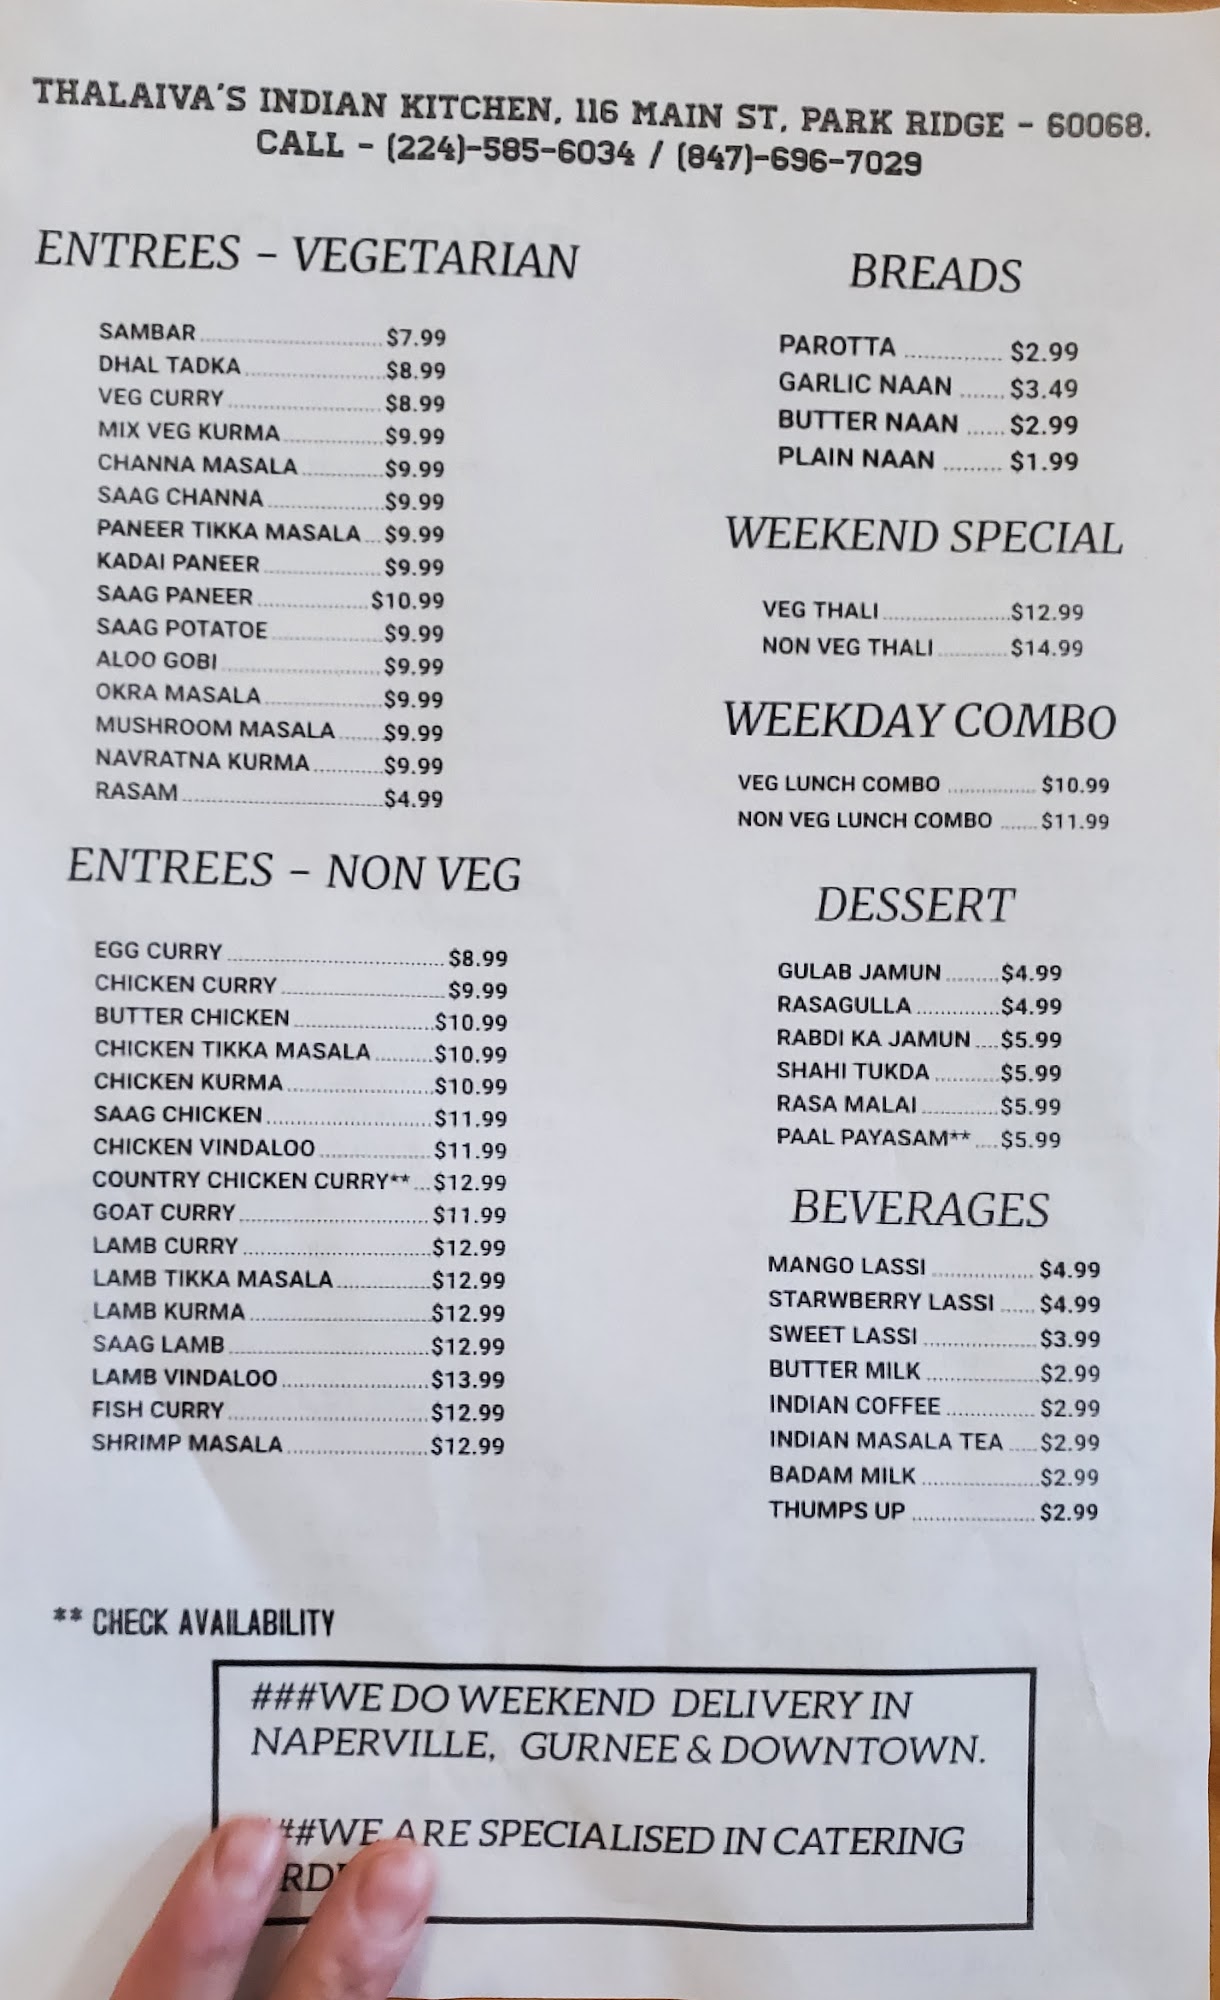 THALAIVA'S INDIAN KITCHEN, 116 MAIN ST, PARK RIDGE - 60068.
CALL - (224)-585-6034 / (847)-696-7029
ENTREES - VEGETARIAN
SAMBAR $7.99
DHAL TADKA $8.99
VEG CURRY $8.99
MIX VEG KURMA $9.99
CHANNA MASALA $9.99
SAAG CHANNA $9.99
PANEER TIKKA MASALA $9.99
KADAI PANEER $9.99
SAAG PANEER $10.99
SAAG POTATOE $9.99
ALOO GOBI $9.99
OKRA MASALA $9.99
MUSHROOM MASALA $9.99
NAVRATNA KURMA $9.99
RASAM $4.99
ENTREES - NON VEG
EGG CURRY $8.99
CHICKEN CURRY $9.99
BUTTER CHICKEN $10.99
CHICKEN TIKKA MASALA $10.99
CHICKEN KURMA $10.99
SAAG CHICKEN $11.99
CHICKEN VINDALOO $11.99
COUNTRY CHICKEN CURRY** $12.99
GOAT CURRY $11.99
LAMB CURRY $12.99
LAMB TIKKA MASALA $12.99
LAMB KURMA $12.99
SAAG LAMB $12.99
LAMB VINDALOO $13.99
FISH CURRY $12.99
SHRIMP MASALA $12.99
BREADS
PAROTTA $2.99
GARLIC NAAN $3.49
BUTTER NAAN $2.99
PLAIN NAAN $1.99
WEEKEND SPECIAL
VEG THALI $12.99
NON VEG THALI $14.99
WEEKDAY COMBO
VEG LUNCH COMBO $10.99
NON VEG LUNCH COMBO $11.99
DESSERT
GULAB JAMUN $4.99
RASAGULLA $4.99
RABDI KA JAMUN $5.99
SHAHI TUKDA $5.99
RASA MALAI $5.99
PAAL PAYASAM** $5.99
BEVERAGES
MANGO LASSI $4.99
STARWBERRY LASSI $4.99
SWEET LASSI $3.99
BUTTER MILK $2.99
INDIAN COFFEE $2.99
INDIAN MASALA TEA $2.99
BADAM MILK $2.99
THUMPS UP $2.99
** CHECK AVAILABILITY
###WE DO WEEKEND DELIVERY IN
NAPERVILLE, GURNEE & DOWNTOWN.
##WE ARE SPECIALISED IN CATERING